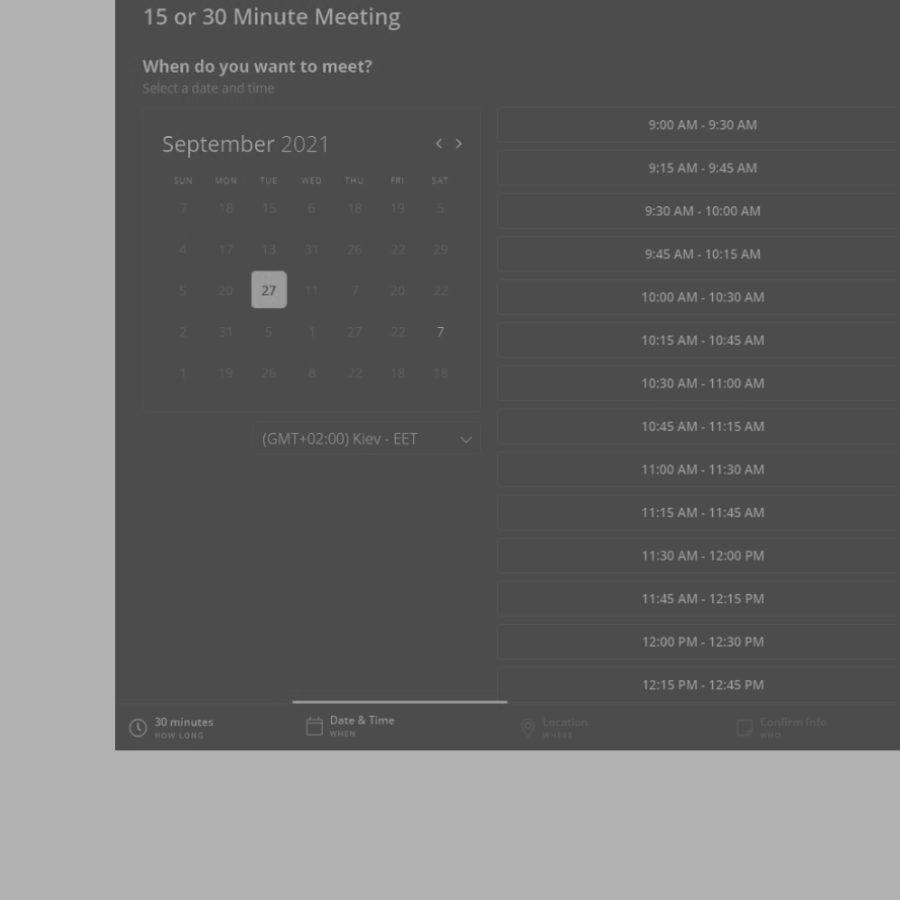 15 or 30 Minute Meeting
When do you want to meet?
Select a date and time
September 2021
SUN MON TUE WED THU FRI SAT
7 18 15 6 18 19 5
4 17 13 31 26 22 29
5 20 27 11 7 20 22
2 31 5 1 27 22 7
1 19 26 8 22 18 18
(GMT+02:00) Kiev - EET
9:00 AM - 9:30 AM
9:15 AM - 9:45 AM
9:30 AM - 10:00 AM
9:45 AM - 10:15 AM
10:00 AM - 10:30 AM
10:15 AM - 10:45 AM
10:30 AM - 11:00 AM
10:45 AM - 11:15 AM
11:00 AM - 11:30 AM
11:15 AM - 11:45 AM
11:30 AM - 12:00 PM
11:45 AM - 12:15 PM
12:00 PM - 12:30 PM
12:15 PM - 12:45 PM
30 minutes
HOW LONG
Date & Time
WHEN
Location
WHERE
Confirm Info
WHO